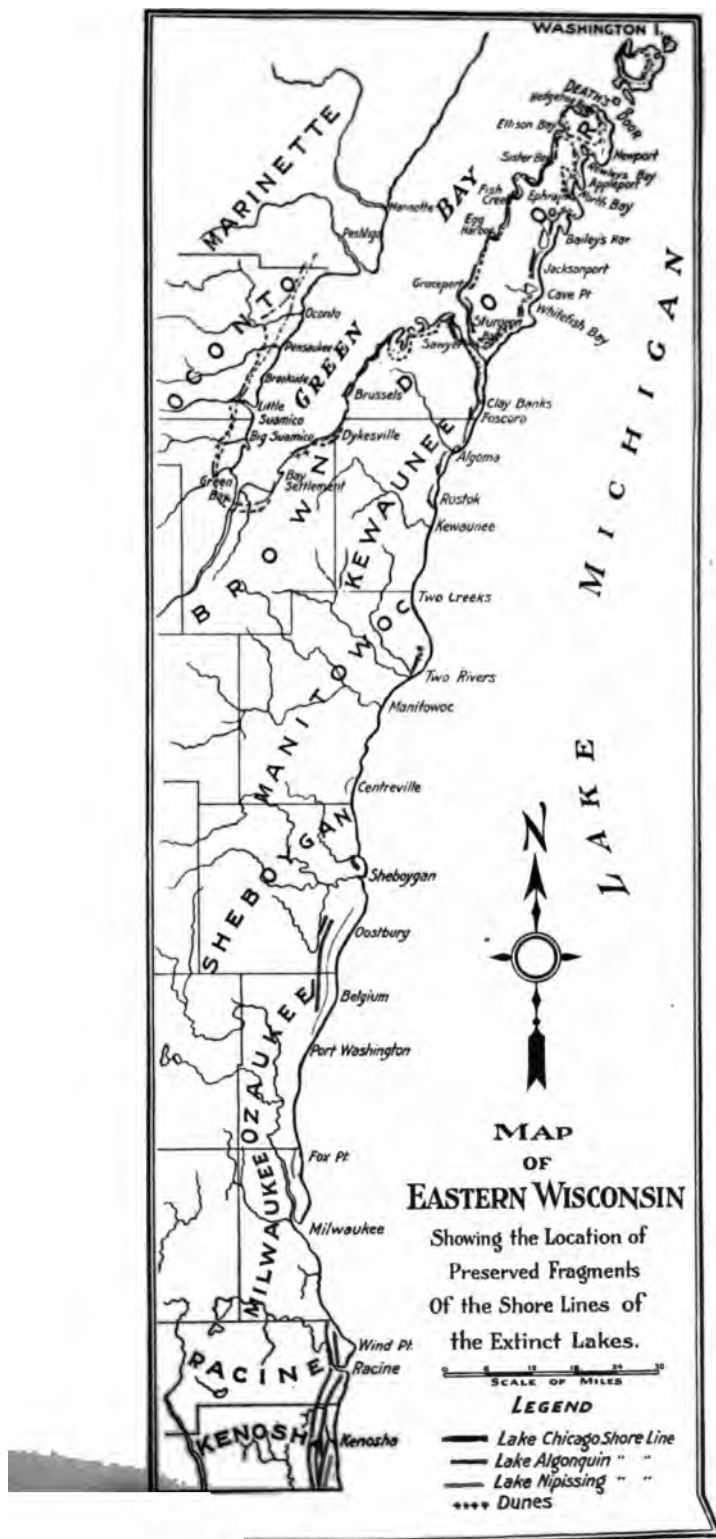 WASHINGTON I.
DEATH'S DOOR
Ellison Bay
Newport
Sister Bay
Rowleys Bay
Appleport
Fish Creek
Ephraim
North Bay
Egg Harbor
Bailey's Har
Jacksonport
Graceport
Cave Pt.
Whitefish Bay
Sturgeon Bay
Sawyer
DOOR
MARINETTE
Peshtigo
GREEN BAY
OCONTO
Oconto
Pensaukee
Brookside
Little Suamico
Big Suamico
Green Bay
Bay Settlement
Brussels
Dykesville
Clay Banks
Foscoro
Algoma
KEWAUNEE
Rostok
Kewaunee
BROWN
Two Creeks
MANITOWOC
Two Rivers
Manitowoc
Centreville
SHEBOYGAN
Sheboygan
Oostburg
Belgium
OZAUKEE
Port Washington
Fox Pt.
MILWAUKEE
Milwaukee
Wind Pt.
RACINE
Racine
KENOSH
Kenosha
LAKE MICHIGAN
N
MAP
OF
EASTERN WISCONSIN
Showing the Location of
Preserved Fragments
Of the Shore Lines of
the Extinct Lakes.
SCALE OF MILES
LEGEND
Lake Chicago Shore Line
Lake Algonquin " "
Lake Nipissing " "
Dunes